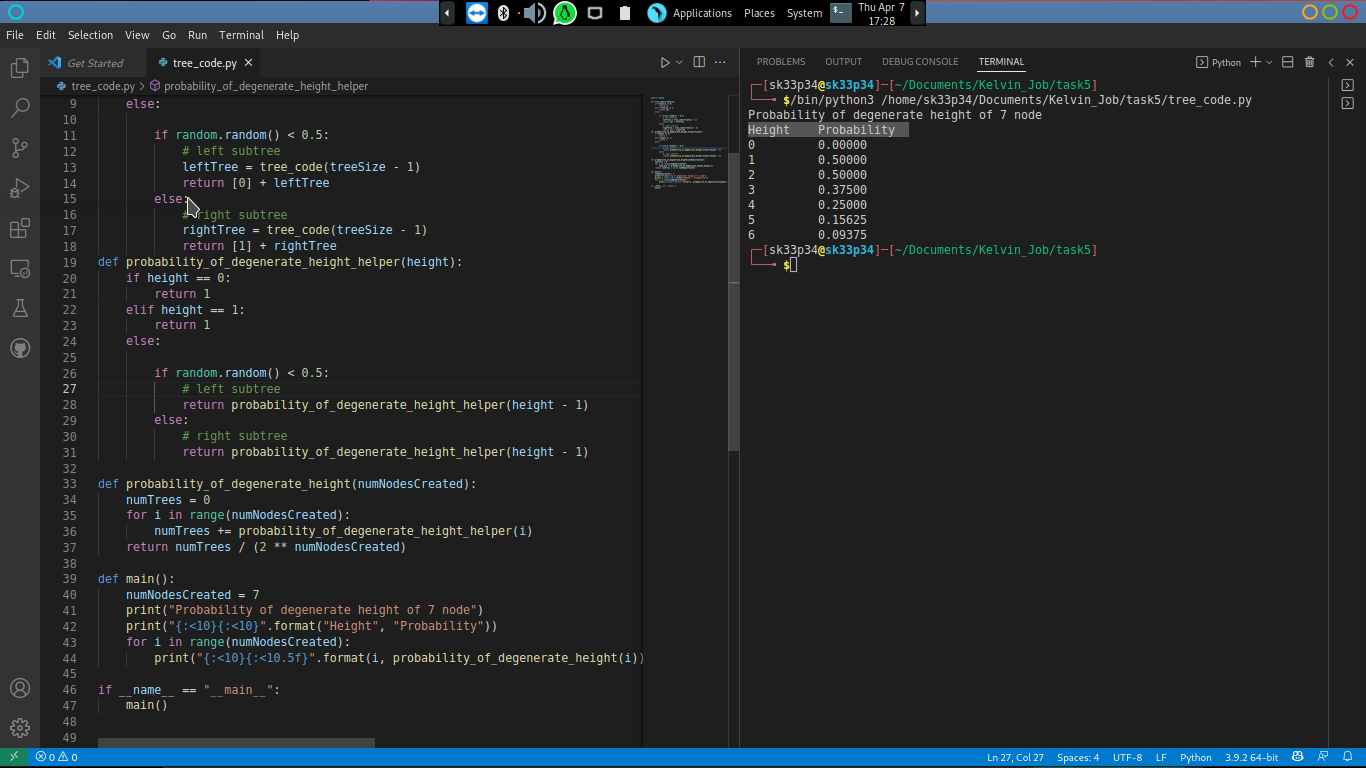 Applications Places System Thu Apr 7
17:28
File Edit Selection View Go Run Terminal Help
Get Started tree_code.py
tree_code.py > probability_of_degenerate_height_helper
9 else:
10
11 if random.random() < 0.5:
12 # left subtree
13 leftTree = tree_code(treeSize - 1)
14 return [0] + leftTree
15 else:
16 # right subtree
17 rightTree = tree_code(treeSize - 1)
18 return [1] + rightTree
19 def probability_of_degenerate_height_helper(height):
20 if height == 0:
21 return 1
22 elif height == 1:
23 return 1
24 else:
25
26 if random.random() < 0.5:
27 # left subtree
28 return probability_of_degenerate_height_helper(height - 1)
29 else:
30 # right subtree
31 return probability_of_degenerate_height_helper(height - 1)
32
33 def probability_of_degenerate_height(numNodesCreated):
34 numTrees = 0
35 for i in range(numNodesCreated):
36 numTrees += probability_of_degenerate_height_helper(i)
37 return numTrees / (2 ** numNodesCreated)
38
39 def main():
40 numNodesCreated = 7
41 print("Probability of degenerate height of 7 node")
42 print("{:<10}{:<10}".format("Height", "Probability"))
43 for i in range(numNodesCreated):
44 print("{:<10}{:<10.5f}".format(i, probability_of_degenerate_height(i))
45
46 if __name__ == "__main__":
47 main()
48
49
PROBLEMS OUTPUT DEBUG CONSOLE TERMINAL Python
[sk33p34@sk33p34]-[~/Documents/Kelvin_Job/task5]
$/bin/python3 /home/sk33p34/Documents/Kelvin_Job/task5/tree_code.py
Probability of degenerate height of 7 node
Height Probability
0 0.00000
1 0.50000
2 0.50000
3 0.37500
4 0.25000
5 0.15625
6 0.09375
[sk33p34@sk33p34]-[~/Documents/Kelvin_Job/task5]
$
0 0 Ln 27, Col 27 Spaces: 4 UTF-8 LF Python 3.9.2 64-bit